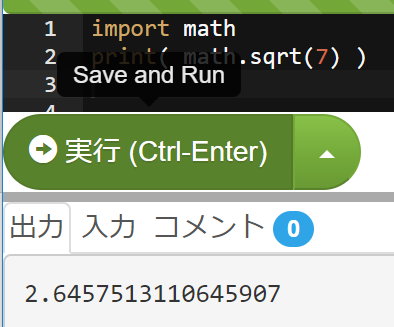 1 import math
2 print( math.sqrt(7) )
Save and Run
3
4
実行 (Ctrl-Enter)
出力 入力 コメント 0
2.6457513110645907